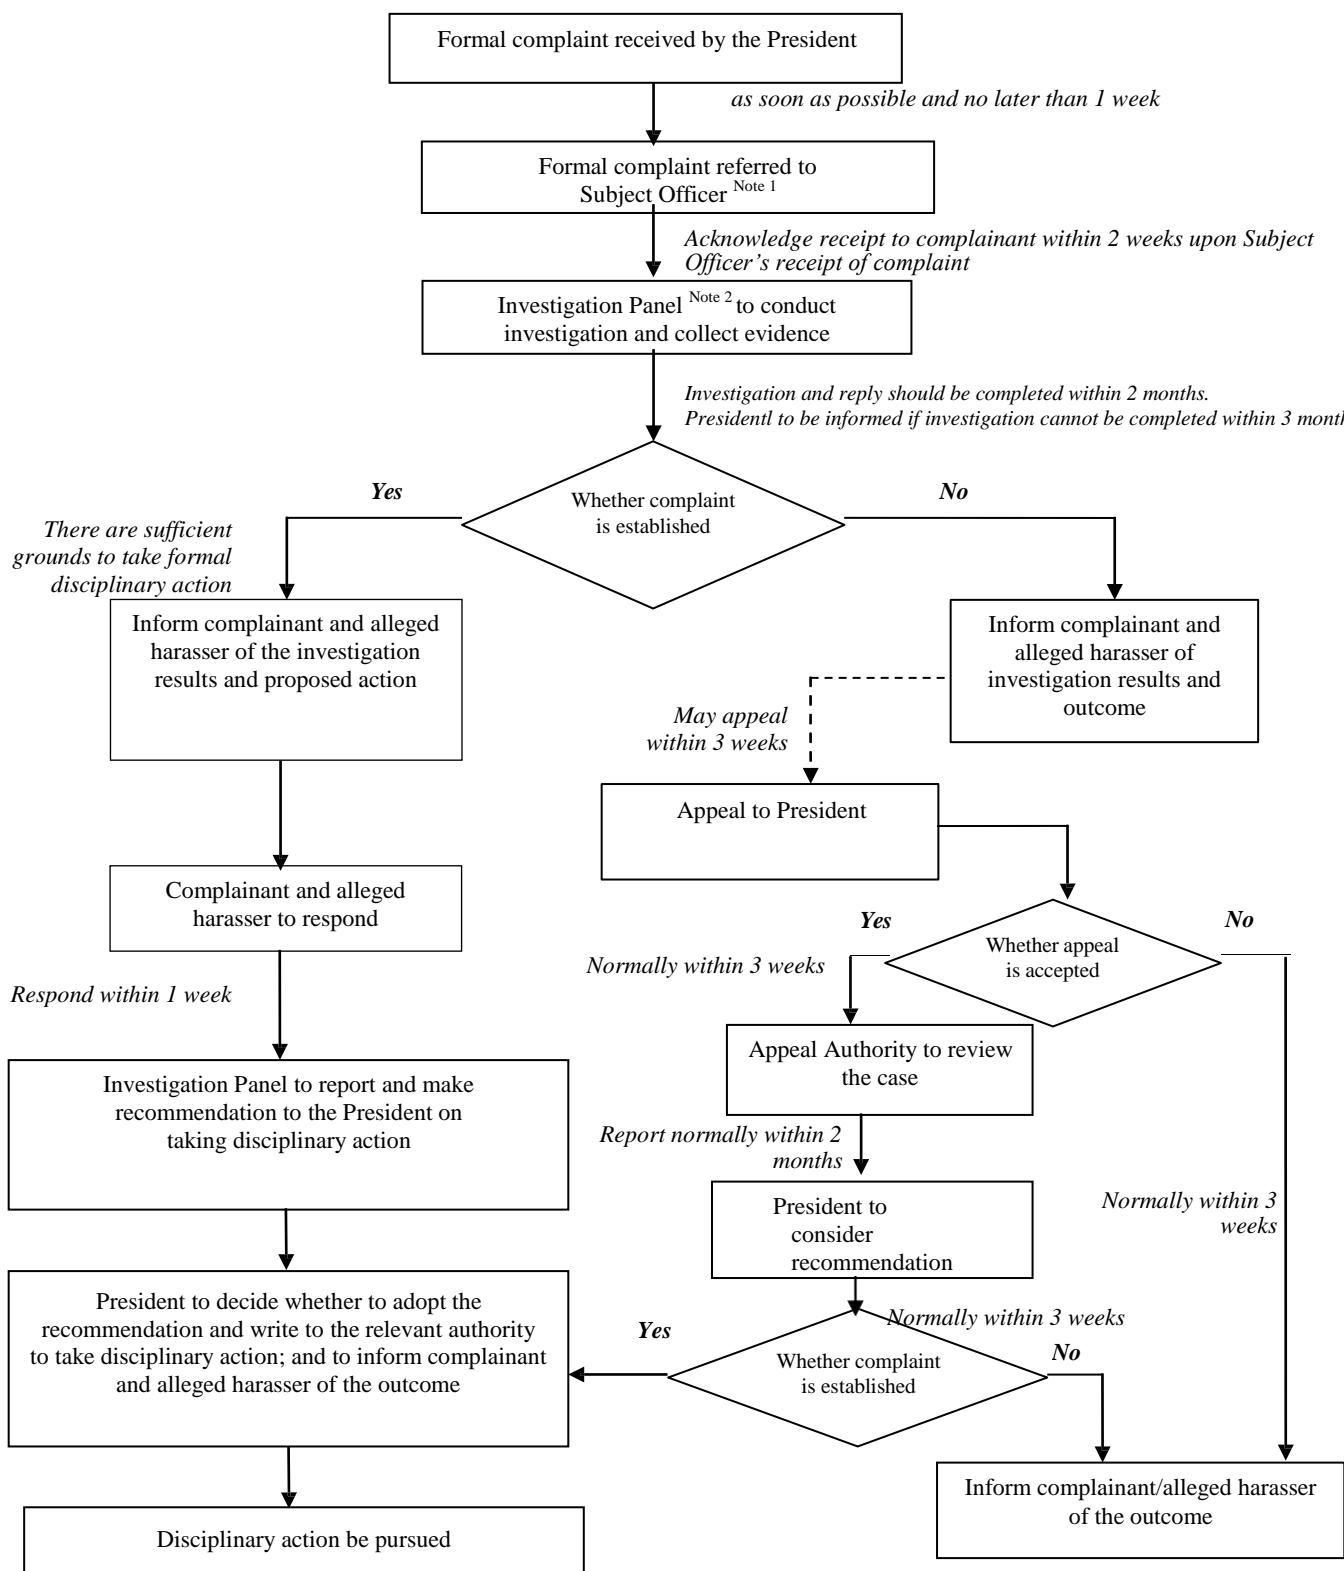 Formal complaint received by the President
as soon as possible and no later than 1 week
Formal complaint referred to
Subject Officer Note 1
Acknowledge receipt to complainant within 2 weeks upon Subject
Officer's receipt of complaint
Investigation Panel Note 2 to conduct
investigation and collect evidence
Investigation and reply should be completed within 2 months.
Presidentl to be informed if investigation cannot be completed within 3 month
Whether complaint
is established
Yes
No
There are sufficient
grounds to take formal
disciplinary action
Inform complainant and alleged
harasser of the investigation
results and proposed action
Inform complainant and
alleged harasser of
investigation results and
outcome
May appeal
within 3 weeks
Appeal to President
Complainant and alleged
harasser to respond
Yes
No
Whether appeal
is accepted
Normally within 3 weeks
Respond within 1 week
Appeal Authority to review
the case
Investigation Panel to report and make
recommendation to the President on
taking disciplinary action
Report normally within 2
months
President to
consider
recommendation
Normally within 3
weeks
President to decide whether to adopt the
recommendation and write to the relevant authority
to take disciplinary action; and to inform complainant
and alleged harasser of the outcome
Normally within 3 weeks
Yes
No
Whether complaint
is established
Inform complainant/alleged harasser
of the outcome
Disciplinary action be pursued